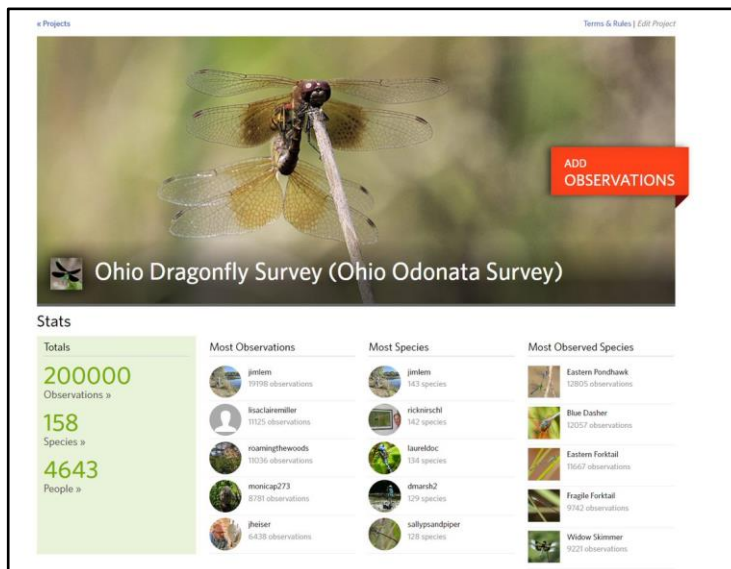 « Projects
Terms & Rules | Edit Project
ADD
OBSERVATIONS
Ohio Dragonfly Survey (Ohio Odonata Survey)
Stats
Totals
200000
Observations »
158
Species »
4643
People »
Most Observations
jimlem
19198 observations
lisaclairemiller
11125 observations
roamingthewoods
11036 observations
monicap273
8781 observations
jheiser
6438 observations
Most Species
jimlem
143 species
ricknirschl
142 species
laureldoc
134 species
dmarsh2
129 species
sallypsandpiper
128 species
Most Observed Species
Eastern Pondhawk
12805 observations
Blue Dasher
12057 observations
Eastern Forktail
11667 observations
Fragile Forktail
9742 observations
Widow Skimmer
9221 observations